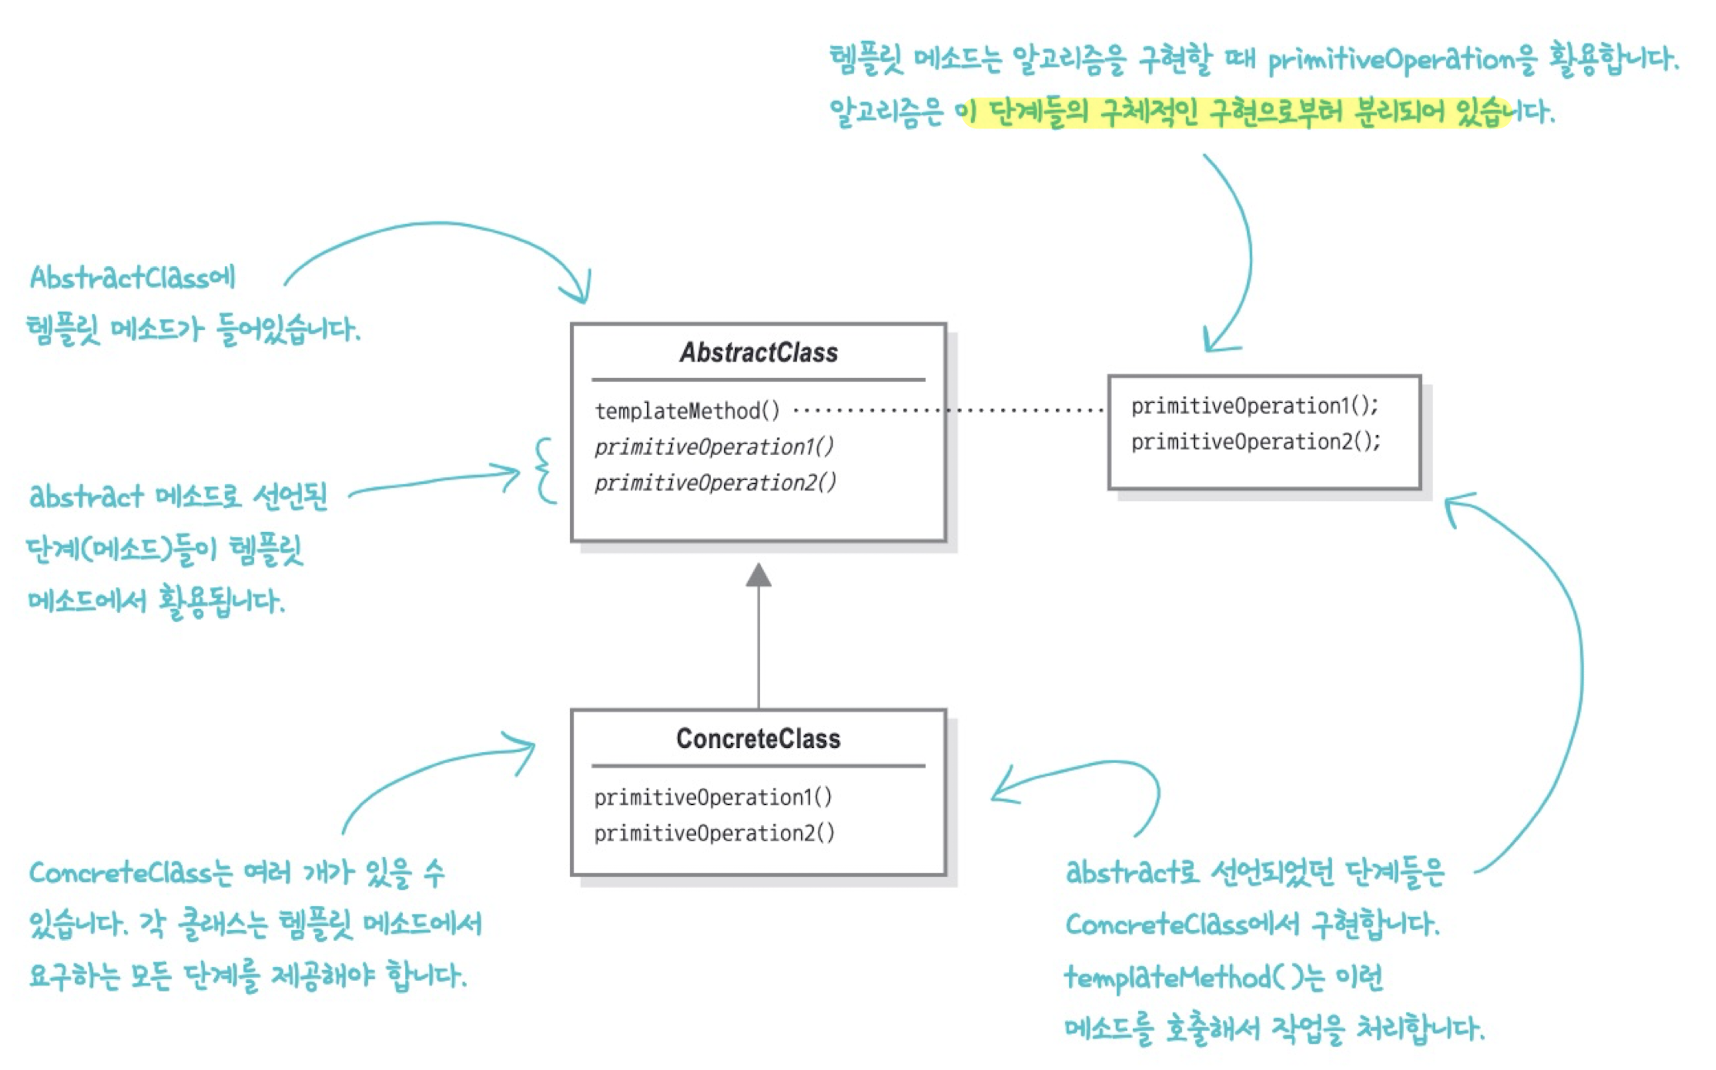 템플릿 메소드는 알고리즘을 구현할 때 primitiveOperation을 활용합니다.
알고리즘은 이 단계들의 구체적인 구현으로부터 분리되어 있습니다.
AbstractClass에
템플릿 메소드가 들어있습니다.
AbstractClass
templateMethod()
primitiveOperation1()
primitiveOperation2()
primitiveOperation1();
primitiveOperation2();
abstract 메소드로 선언된
단계(메소드)들이 템플릿
메소드에서 활용됩니다.
ConcreteClass
primitiveOperation1()
primitiveOperation2()
ConcreteClass는 여러 개가 있을 수
있습니다. 각 클래스는 템플릿 메소드에서
요구하는 모든 단계를 제공해야 합니다.
abstract로 선언되었던 단계들은
ConcreteClass에서 구현합니다.
templateMethod()는 이런
메소드를 호출해서 작업을 처리합니다.